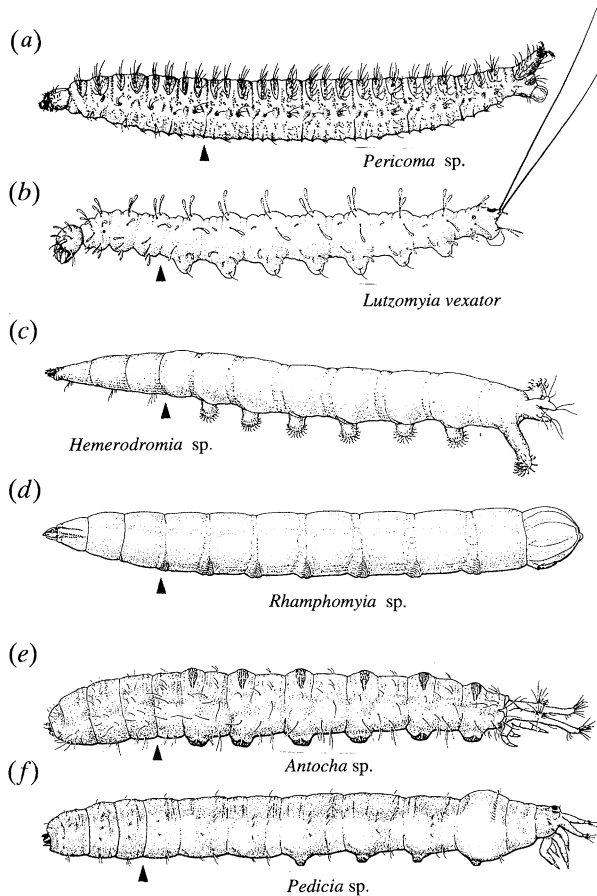 (a)
Pericoma sp.
(b)
Lutzomyia vexator
(c)
Hemerodromia sp.
(d)
Rhamphomyia sp.
(e)
Antocha sp.
(f)
Pedicia sp.